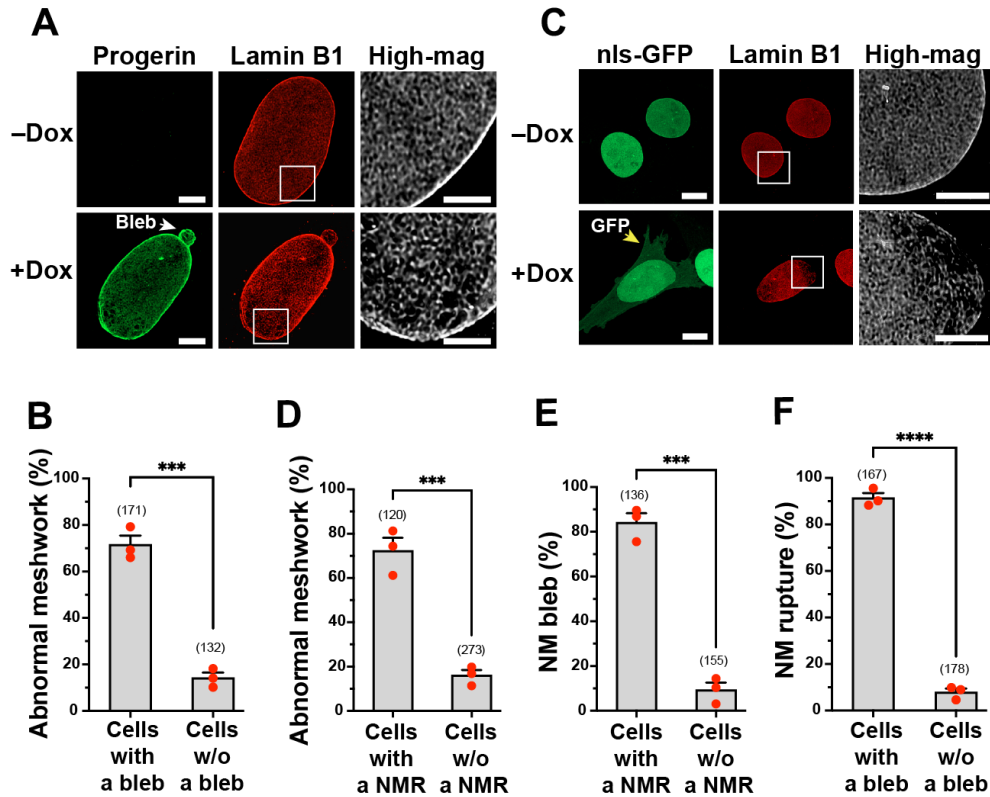 A
Progerin Lamin B1 High-mag
–Dox
Bleb
+Dox
C
nls-GFP Lamin B1 High-mag
–Dox
GFP
+Dox
B
Abnormal meshwork (%)
100
80
60
40
20
0
***
(171)
(132)
Cells with a bleb
Cells w/o a bleb
D
Abnormal meshwork (%)
100
80
60
40
20
0
***
(120)
(273)
Cells with a NMR
Cells w/o a NMR
E
NM bleb (%)
100
80
60
40
20
0
***
(136)
(155)
Cells with a NMR
Cells w/o a NMR
F
NM rupture (%)
100
80
60
40
20
0
****
(167)
(178)
Cells with a bleb
Cells w/o a bleb